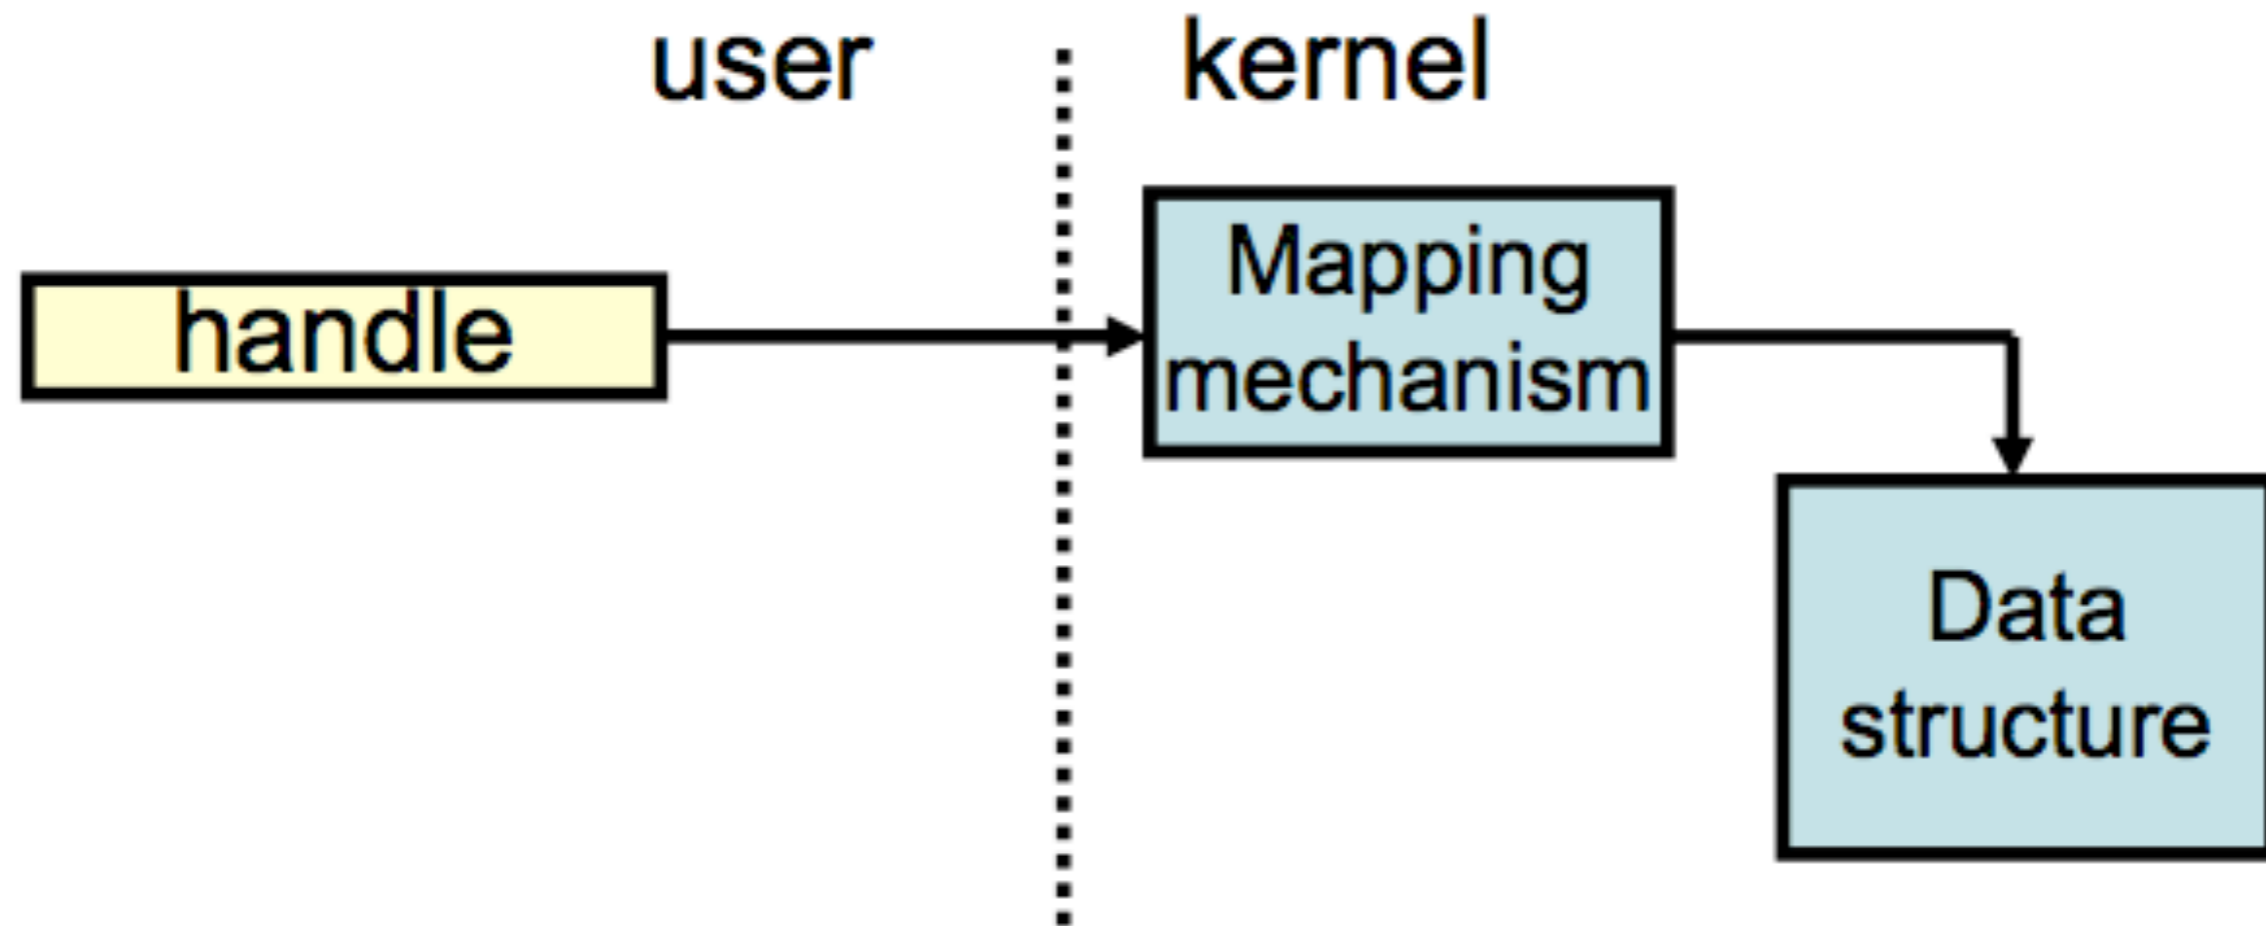 user
kernel
handle
Mapping
mechanism
Data
structure